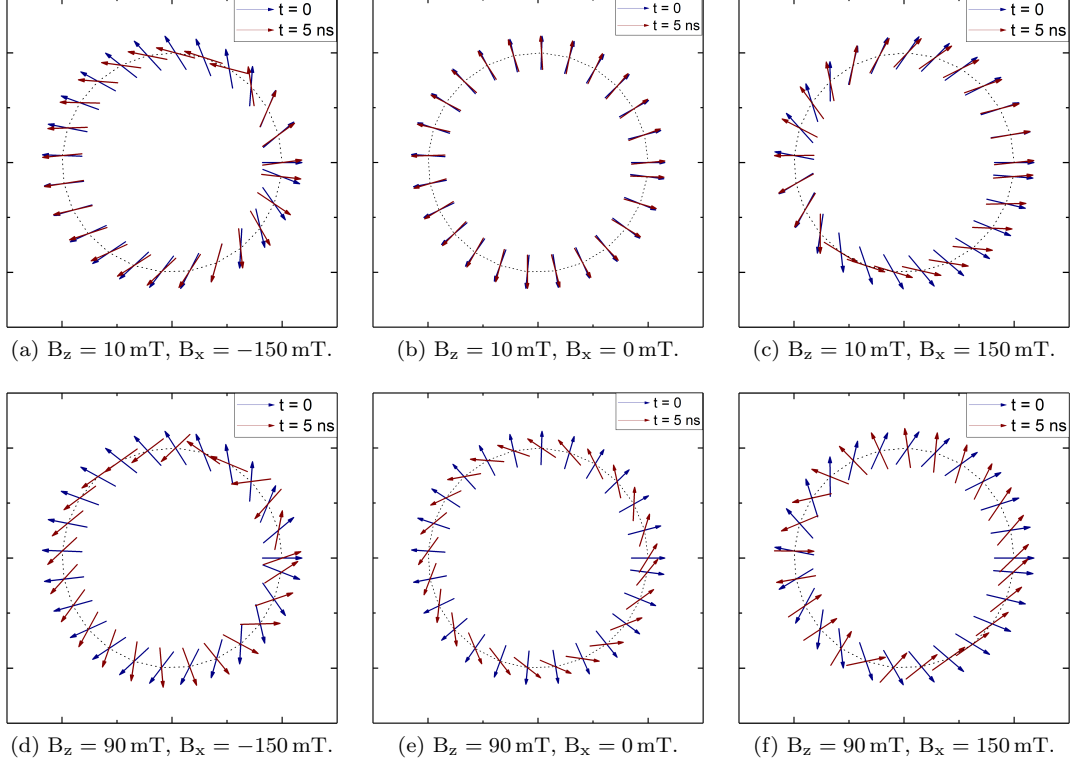 t = 0
t = 5 ns
t = 0
t = 5 ns
t = 0
t = 5 ns
(a) B_z = 10 mT, B_x = −150 mT.
(b) B_z = 10 mT, B_x = 0 mT.
(c) B_z = 10 mT, B_x = 150 mT.
t = 0
t = 5 ns
t = 0
t = 5 ns
t = 0
t = 5 ns
(d) B_z = 90 mT, B_x = −150 mT.
(e) B_z = 90 mT, B_x = 0 mT.
(f) B_z = 90 mT, B_x = 150 mT.